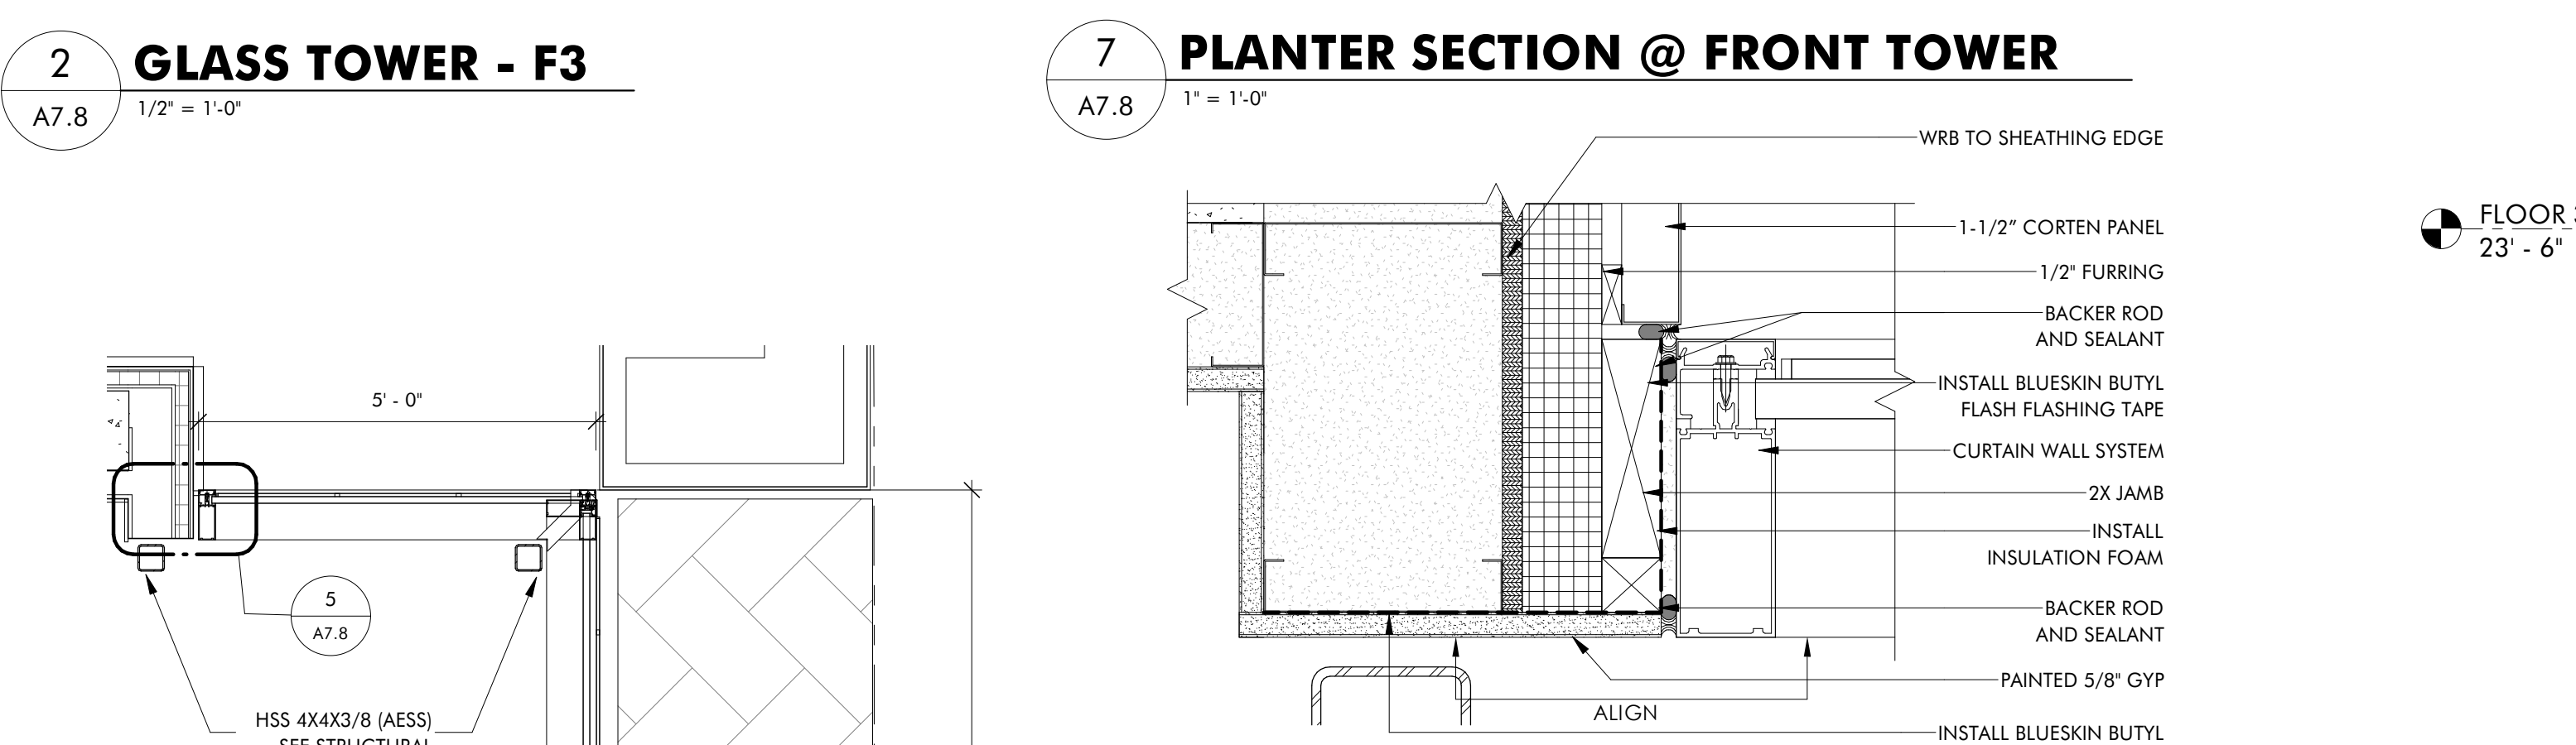 2
A7.8
GLASS TOWER - F3
1/2" = 1'-0"
7
A7.8
PLANTER SECTION @ FRONT TOWER
1" = 1'-0"
5' - 0"
5
A7.8
HSS 4X4X3/8 (AESS)
SEE STRUCTURAL
WRB TO SHEATHING EDGE
1-1/2” CORTEN PANEL
1/2" FURRING
BACKER ROD
AND SEALANT
INSTALL BLUESKIN BUTYL
FLASH FLASHING TAPE
CURTAIN WALL SYSTEM
2X JAMB
INSTALL
INSULATION FOAM
BACKER ROD
AND SEALANT
PAINTED 5/8" GYP
ALIGN
INSTALL BLUESKIN BUTYL
FLOOR
23' - 6"